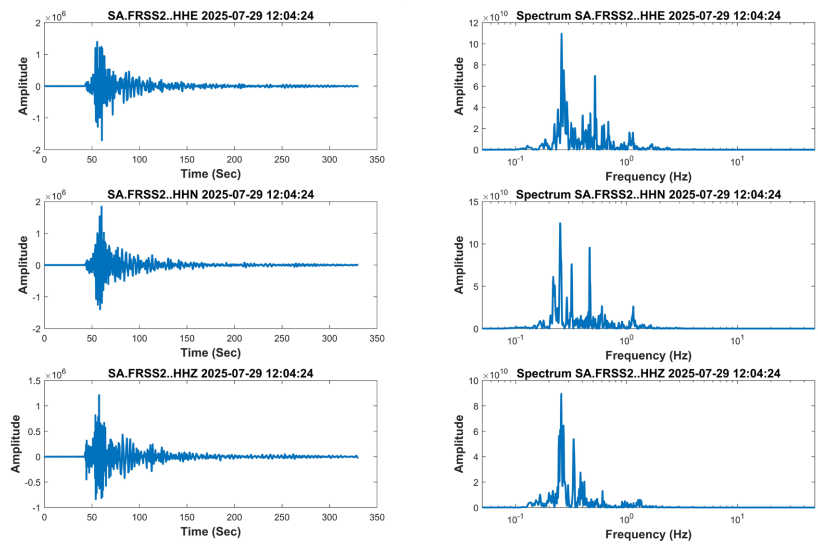 SA.FRSS2..HHE 2025-07-29 12:04:24
×10^6
2
1
0
-1
-2
Amplitude
0 50 100 150 200 250 300 350
Time (Sec)
Spectrum SA.FRSS2..HHE 2025-07-29 12:04:24
×10^10
12
10
8
6
4
2
0
Amplitude
10^-1 10^0 10^1
Frequency (Hz)
SA.FRSS2..HHN 2025-07-29 12:04:24
×10^6
2
1
0
-1
-2
Amplitude
0 50 100 150 200 250 300 350
Time (Sec)
Spectrum SA.FRSS2..HHN 2025-07-29 12:04:24
×10^10
15
10
5
0
Amplitude
10^-1 10^0 10^1
Frequency (Hz)
SA.FRSS2..HHZ 2025-07-29 12:04:24
×10^6
1.5
1
0.5
0
-0.5
-1
Amplitude
0 50 100 150 200 250 300 350
Time (Sec)
Spectrum SA.FRSS2..HHZ 2025-07-29 12:04:24
×10^10
10
8
6
4
2
0
Amplitude
10^-1 10^0 10^1
Frequency (Hz)